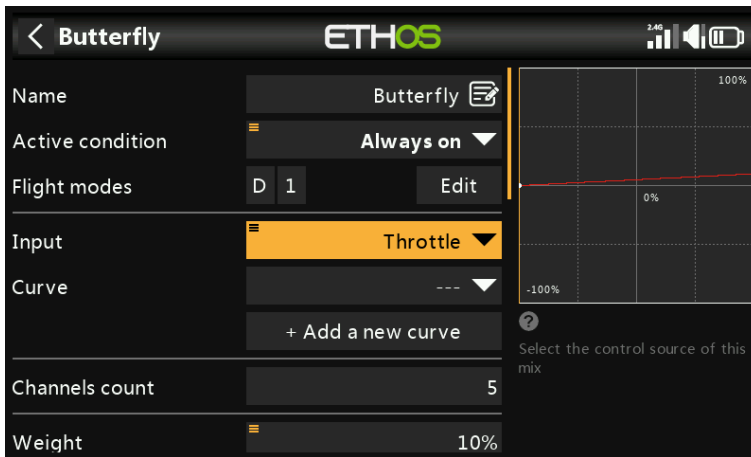 Butterfly
ETHOS
2.4G
Name
Butterfly
Active condition
Always on
Flight modes
D 1
Edit
Input
Throttle
Curve
---
+ Add a new curve
Channels count
5
Weight
10%
100%
0%
-100%
?
Select the control source of this
mix